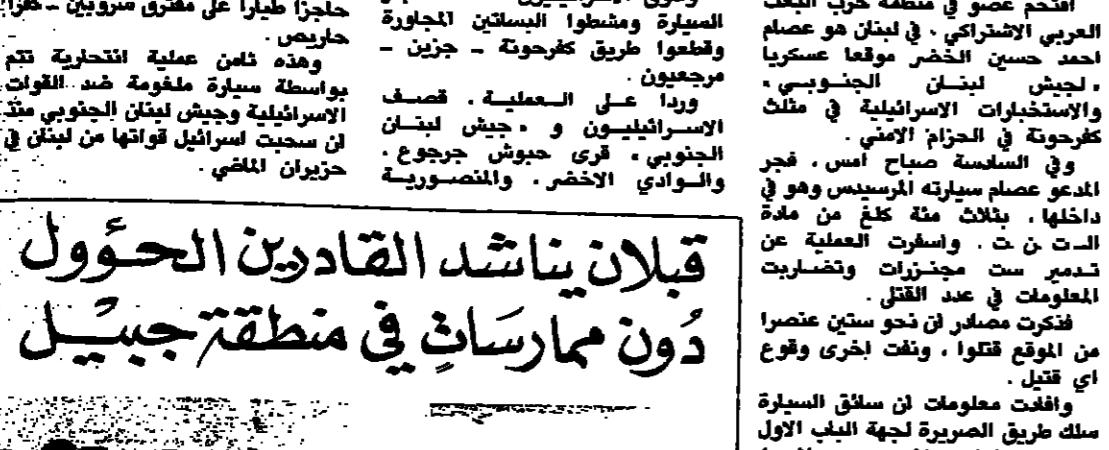 اقتحم عضو في منظمة حزب البعث
العربي الاشتراكي ، في لبنان هو عصام
احمد حسين الخضر موقعا عسكريا
، لجيش لبنان الجنوبي ،
والاستخبارات الاسرائيلية في مثلث
كفرحونة في الحزام الامني .
وفي السادسة صباح امس ، فجر
المدعو عصام سيارته المرسيدس وهو في
داخلها ، بثلاث مئة كلغ من مادة
الـ ت . ن . ت . واسفرت العملية عن
تدمير ست مجنزرات وتضاربت
المعلومات في عدد القتلى .
فذكرت مصادر ان نحو ستين عنصرا
من الموقع قتلوا ، ونفت اخرى وقوع
اي قتيل .
وافادت معلومات ان سائق السيارة
سلك طريق الصريرة لجهة الباب الاول
السيارة ومشطوا البساتين المجاورة
وقطعوا طريق كفرحونة ـ جزين ـ
مرجعيون .
وردا على العملية ، قصف
الاسرائيليون و ، جيش لبنان
الجنوبي ، قرى حبوش جرجوع ،
والوادي الاخضر ، والمنصورية
حاجزا طيارا على مفترق صربين ـ
حاريص .
وهذه ثامن عملية انتحارية تتم
بواسطة سيارة ملغومة ضد القوات
الاسرائيلية وجيش لبنان الجنوبي منذ
ان سحبت اسرائيل قواتها من لبنان في
حزيران الماضي .
قبلان يناشد القادرين الحؤول
دُون ممارسَاتٍ في منطقة جبيل